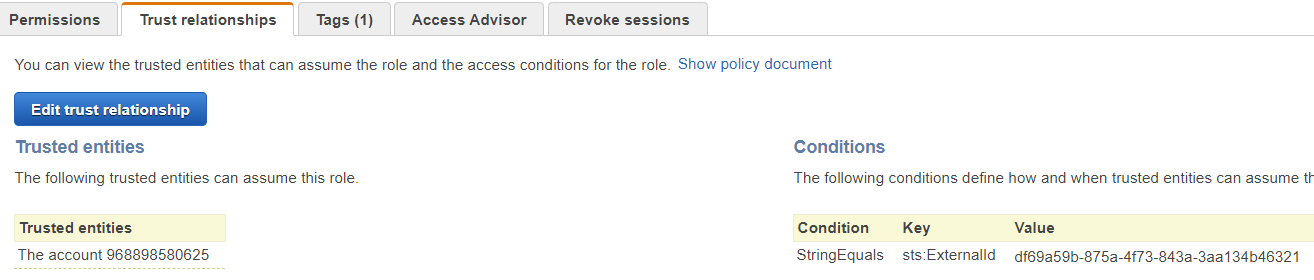 Permissions Trust relationships Tags (1) Access Advisor Revoke sessions
You can view the trusted entities that can assume the role and the access conditions for the role. Show policy document
Edit trust relationship
Trusted entities
The following trusted entities can assume this role.
Trusted entities
The account 968898580625
Conditions
The following conditions define how and when trusted entities can assume th
Condition Key Value
StringEquals sts:ExternalId df69a59b-875a-4f73-843a-3aa134b46321